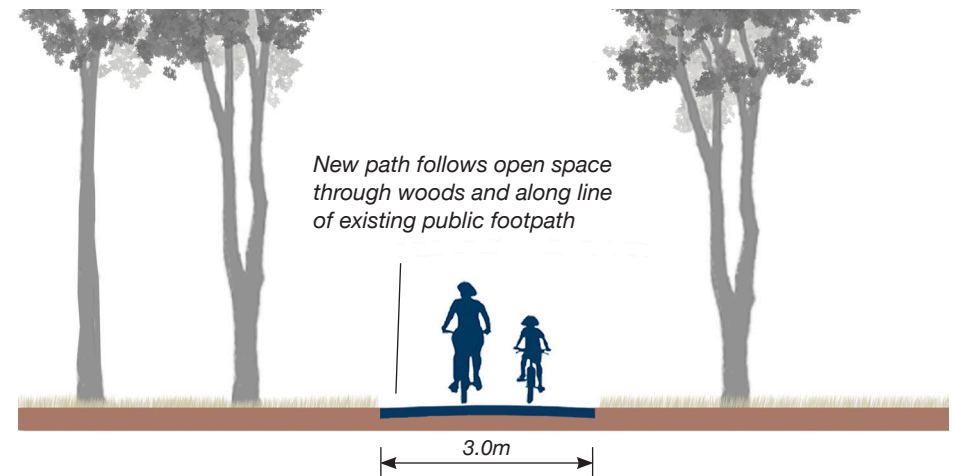 New path follows open space
through woods and along line
of existing public footpath
3.0m